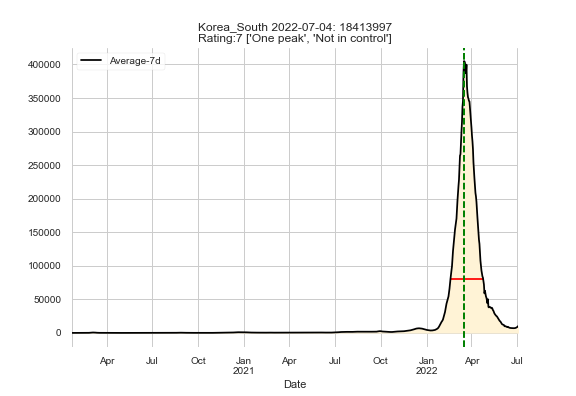 Korea_South 2022-07-04: 18413997
Rating:7 ['One peak', 'Not in control']
Average-7d
400000
350000
300000
250000
200000
150000
100000
50000
0
Apr Jul Oct Jan Apr Jul Oct Jan Apr Jul
2021 2022
Date